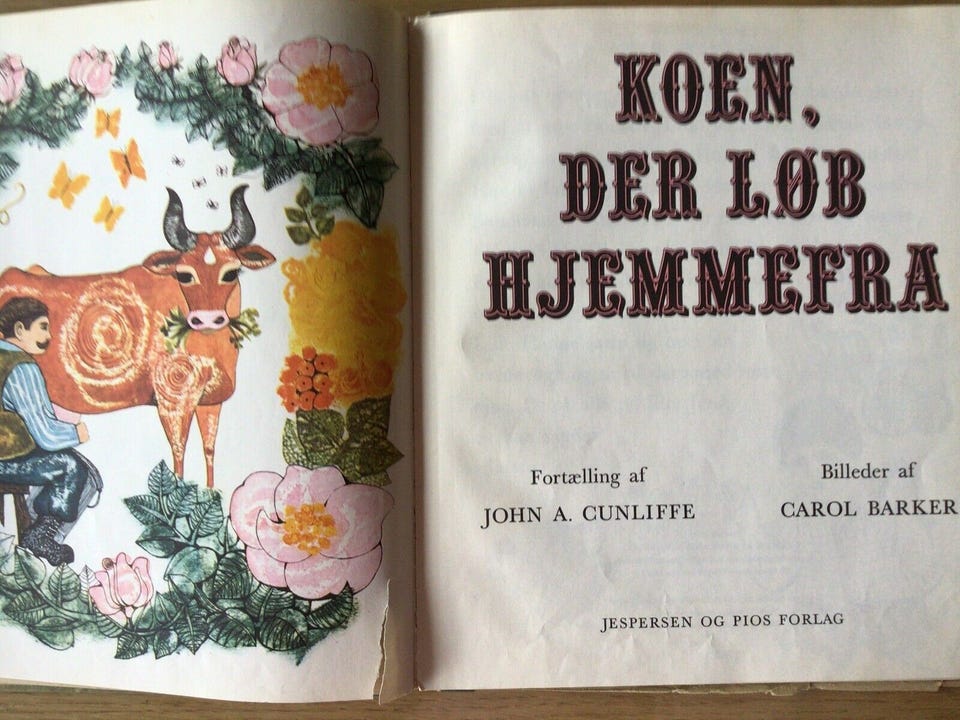 KOEN,
DER LØB
HJEMMEFRA
Fortælling af
JOHN A. CUNLIFFE
Billeder af
CAROL BARKER
JESPERSEN OG PIOS FORLAG